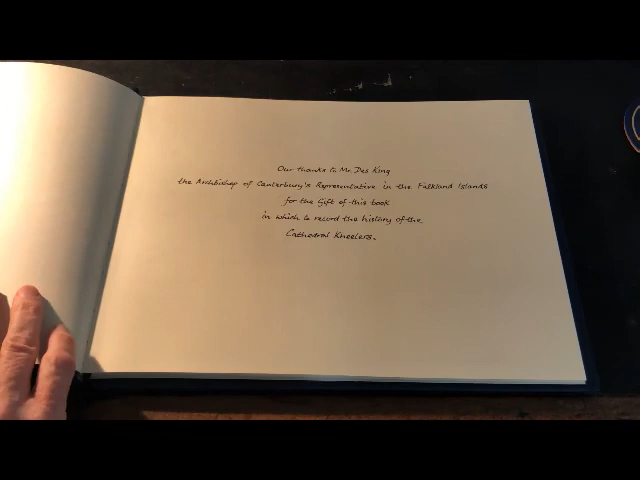 Our thanks to Mr. Des King
the Archbishop of Canterbury's Representative in the Falkland Islands
for the Gift of this book
in which to record the history of the
Cathedral Kneelers.